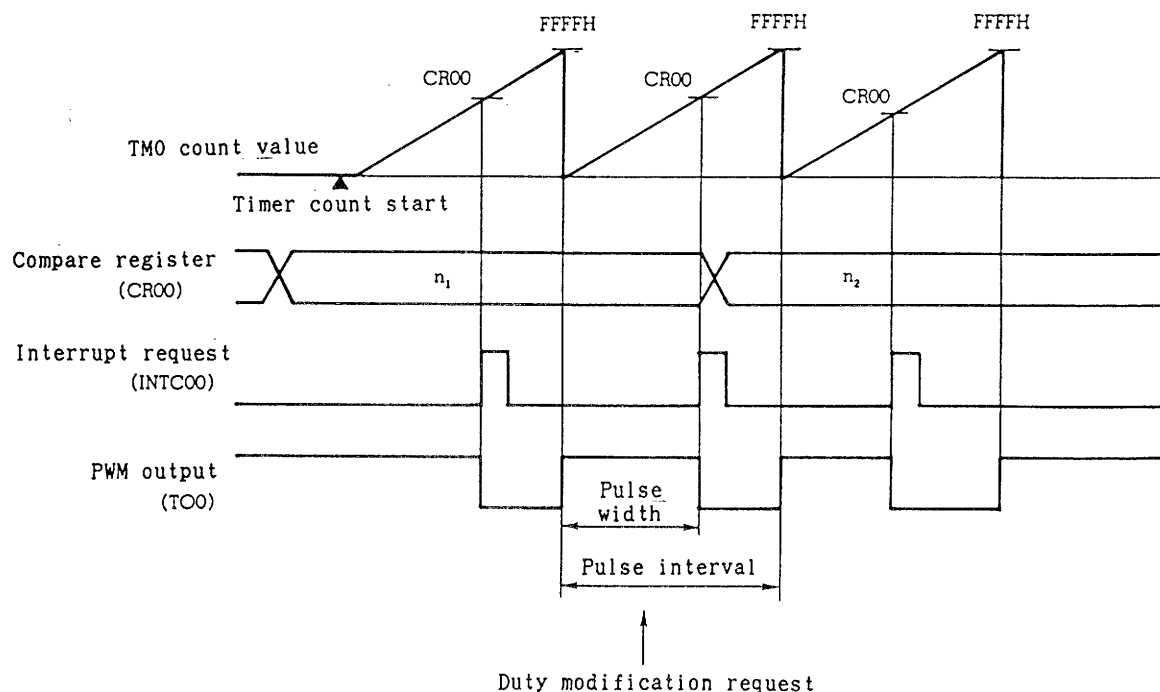 FFFFH FFFFH FFFFH
CR00 CR00 CR00
TM0 count value
Timer count start
Compare register
(CR00)
n₁ n₂
Interrupt request
(INTC00)
PWM output
(TO0)
Pulse
width
Pulse interval
Duty modification request